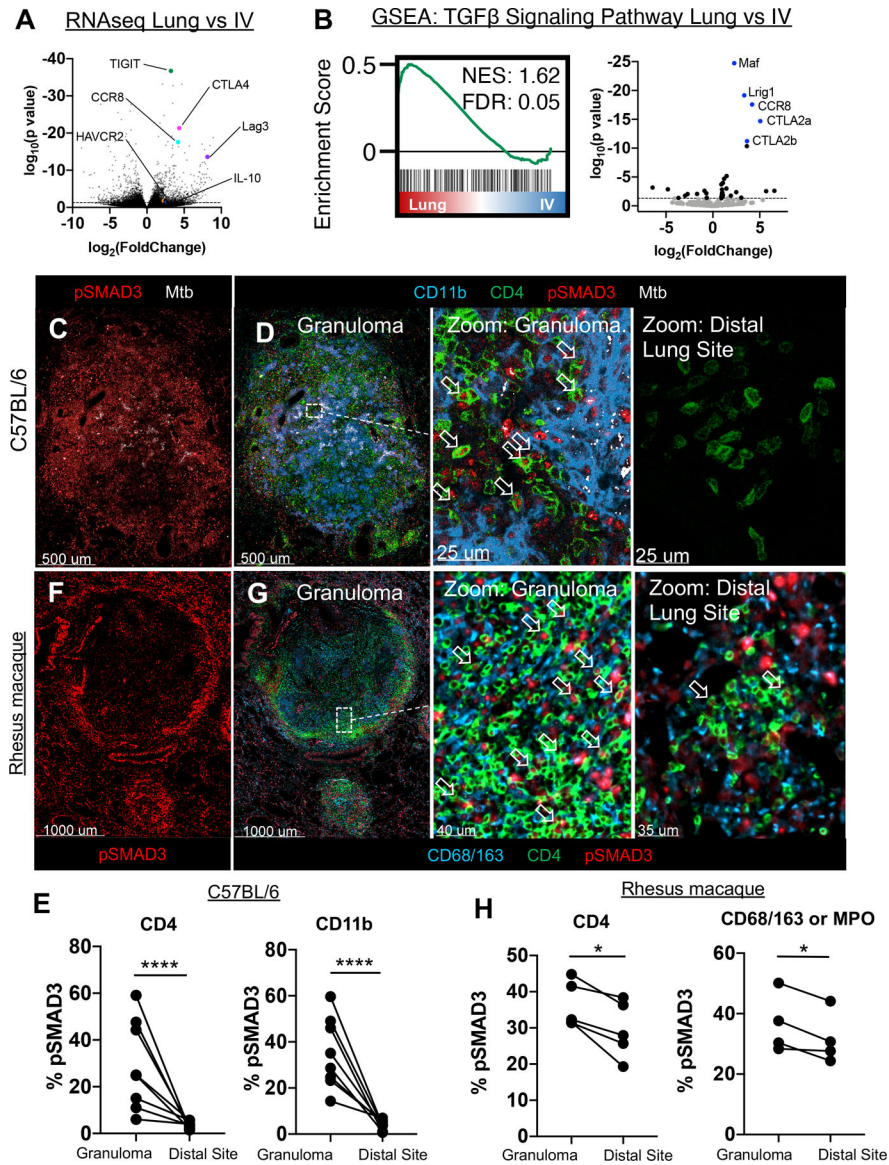 A
RNAseq Lung vs IV
-40
-30
-20
-10
0
log10(p value)
TIGIT
CTLA4
CCR8
Lag3
HAVCR2
IL-10
-10 -5 0 5 10
log2(FoldChange)
B
GSEA: TGFβ Signaling Pathway Lung vs IV
Enrichment Score
0.5
0
NES: 1.62
FDR: 0.05
Lung IV
-25
-20
-15
-10
-5
0
log10(p value)
Maf
Lrig1
CCR8
CTLA2a
CTLA2b
-5 0 5
log2(FoldChange)
pSMAD3 Mtb
CD11b CD4 pSMAD3 Mtb
C57BL/6
C
500 um
D
Granuloma
500 um
Zoom: Granuloma.
25 um
Zoom: Distal
Lung Site
25 um
Rhesus macaque
F
1000 um
G
Granuloma
1000 um
Zoom: Granuloma
40 um
Zoom: Distal
Lung Site
35 um
pSMAD3
CD68/163 CD4 pSMAD3
E
C57BL/6
CD4
****
% pSMAD3
80
60
40
20
0
Granuloma Distal Site
CD11b
****
% pSMAD3
80
60
40
20
0
Granuloma Distal Site
H
Rhesus macaque
CD4
*
% pSMAD3
50
40
30
20
10
0
Granuloma Distal Site
CD68/163 or MPO
*
% pSMAD3
60
40
20
0
Granuloma Distal Site